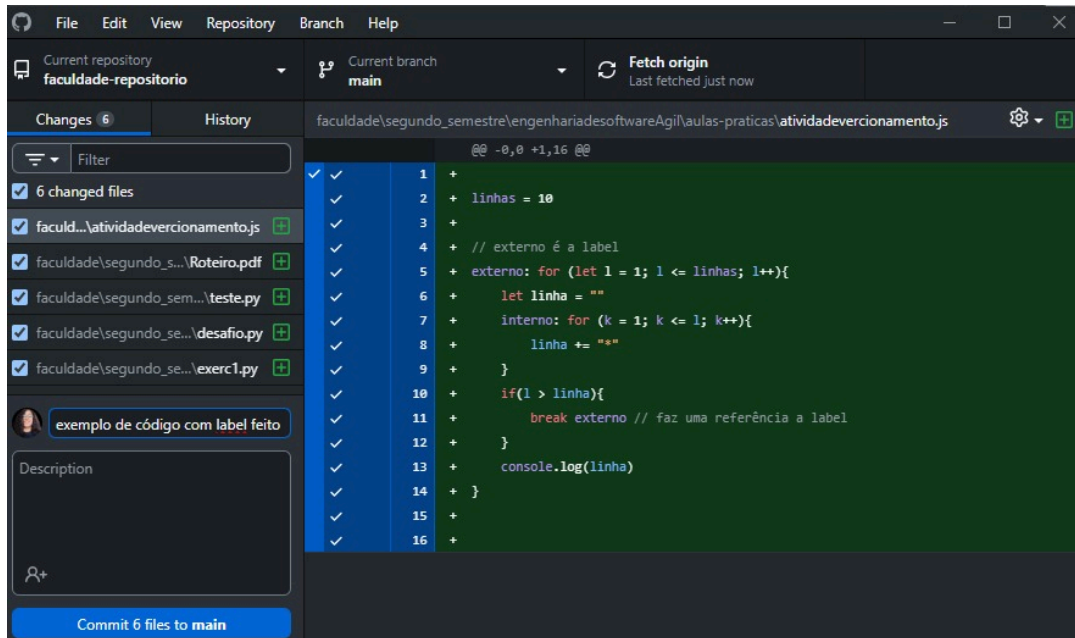 File Edit View Repository Branch Help
Current repository
faculdade-repositorio
Current branch
main
Fetch origin
Last fetched just now
Changes 6
History
faculdade\segundo_semestre\engenhariadesoftwareAgil\aulas-praticas\atividadevercionamento.js
Filter
6 changed files
faculd...\atividadevercionamento.js
faculdade\segundo_s...\Roteiro.pdf
faculdade\segundo_sem...\teste.py
faculdade\segundo_se...\desafio.py
faculdade\segundo_se...\exerc1.py
exemplo de código com label feito
Description
Commit 6 files to main
@@ -0,0 +1,16 @@
1 +
2 + linhas = 10
3 +
4 + // externo é a label
5 + externo: for (let l = 1; l <= linhas; l++){
6 + let linha = ""
7 + interno: for (k = 1; k <= l; k++){
8 + linha += "*"
9 + }
10 + if(l > linha){
11 + break externo // faz uma referência a label
12 + }
13 + console.log(linha)
14 + }
15 +
16 +